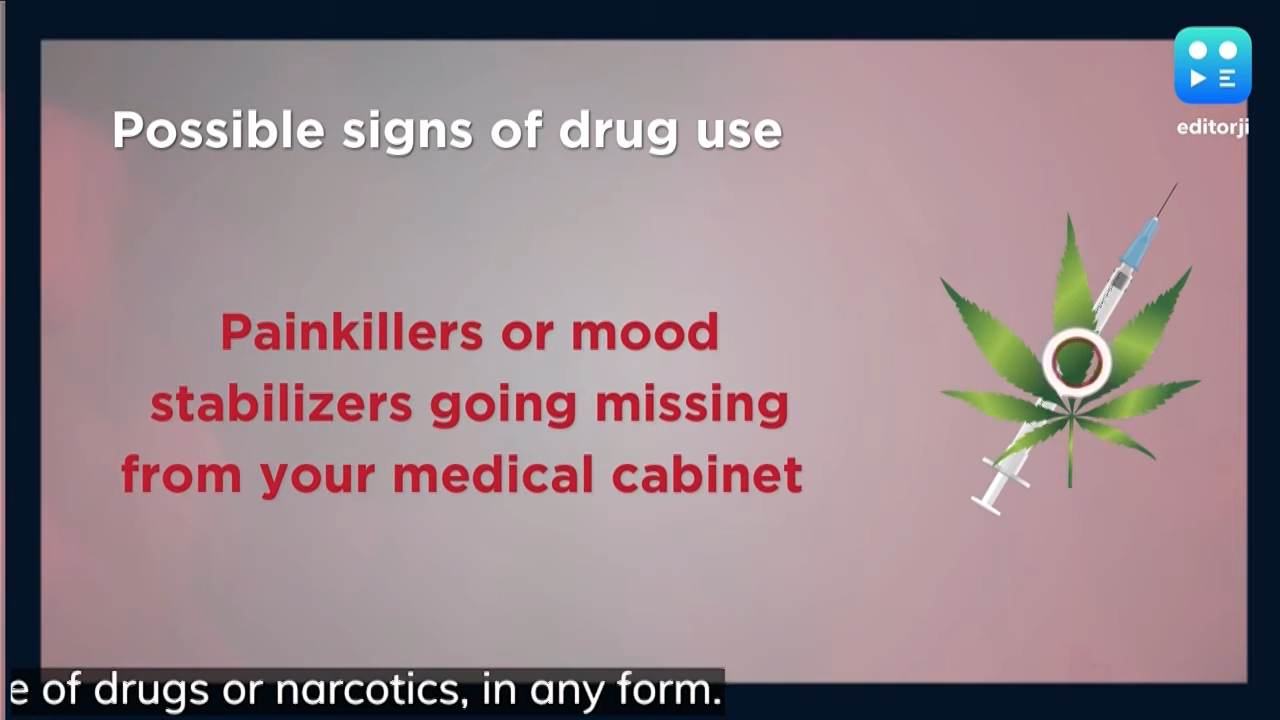 editorji
Possible signs of drug use
Painkillers or mood
stabilizers going missing
from your medical cabinet
e of drugs or narcotics, in any form.